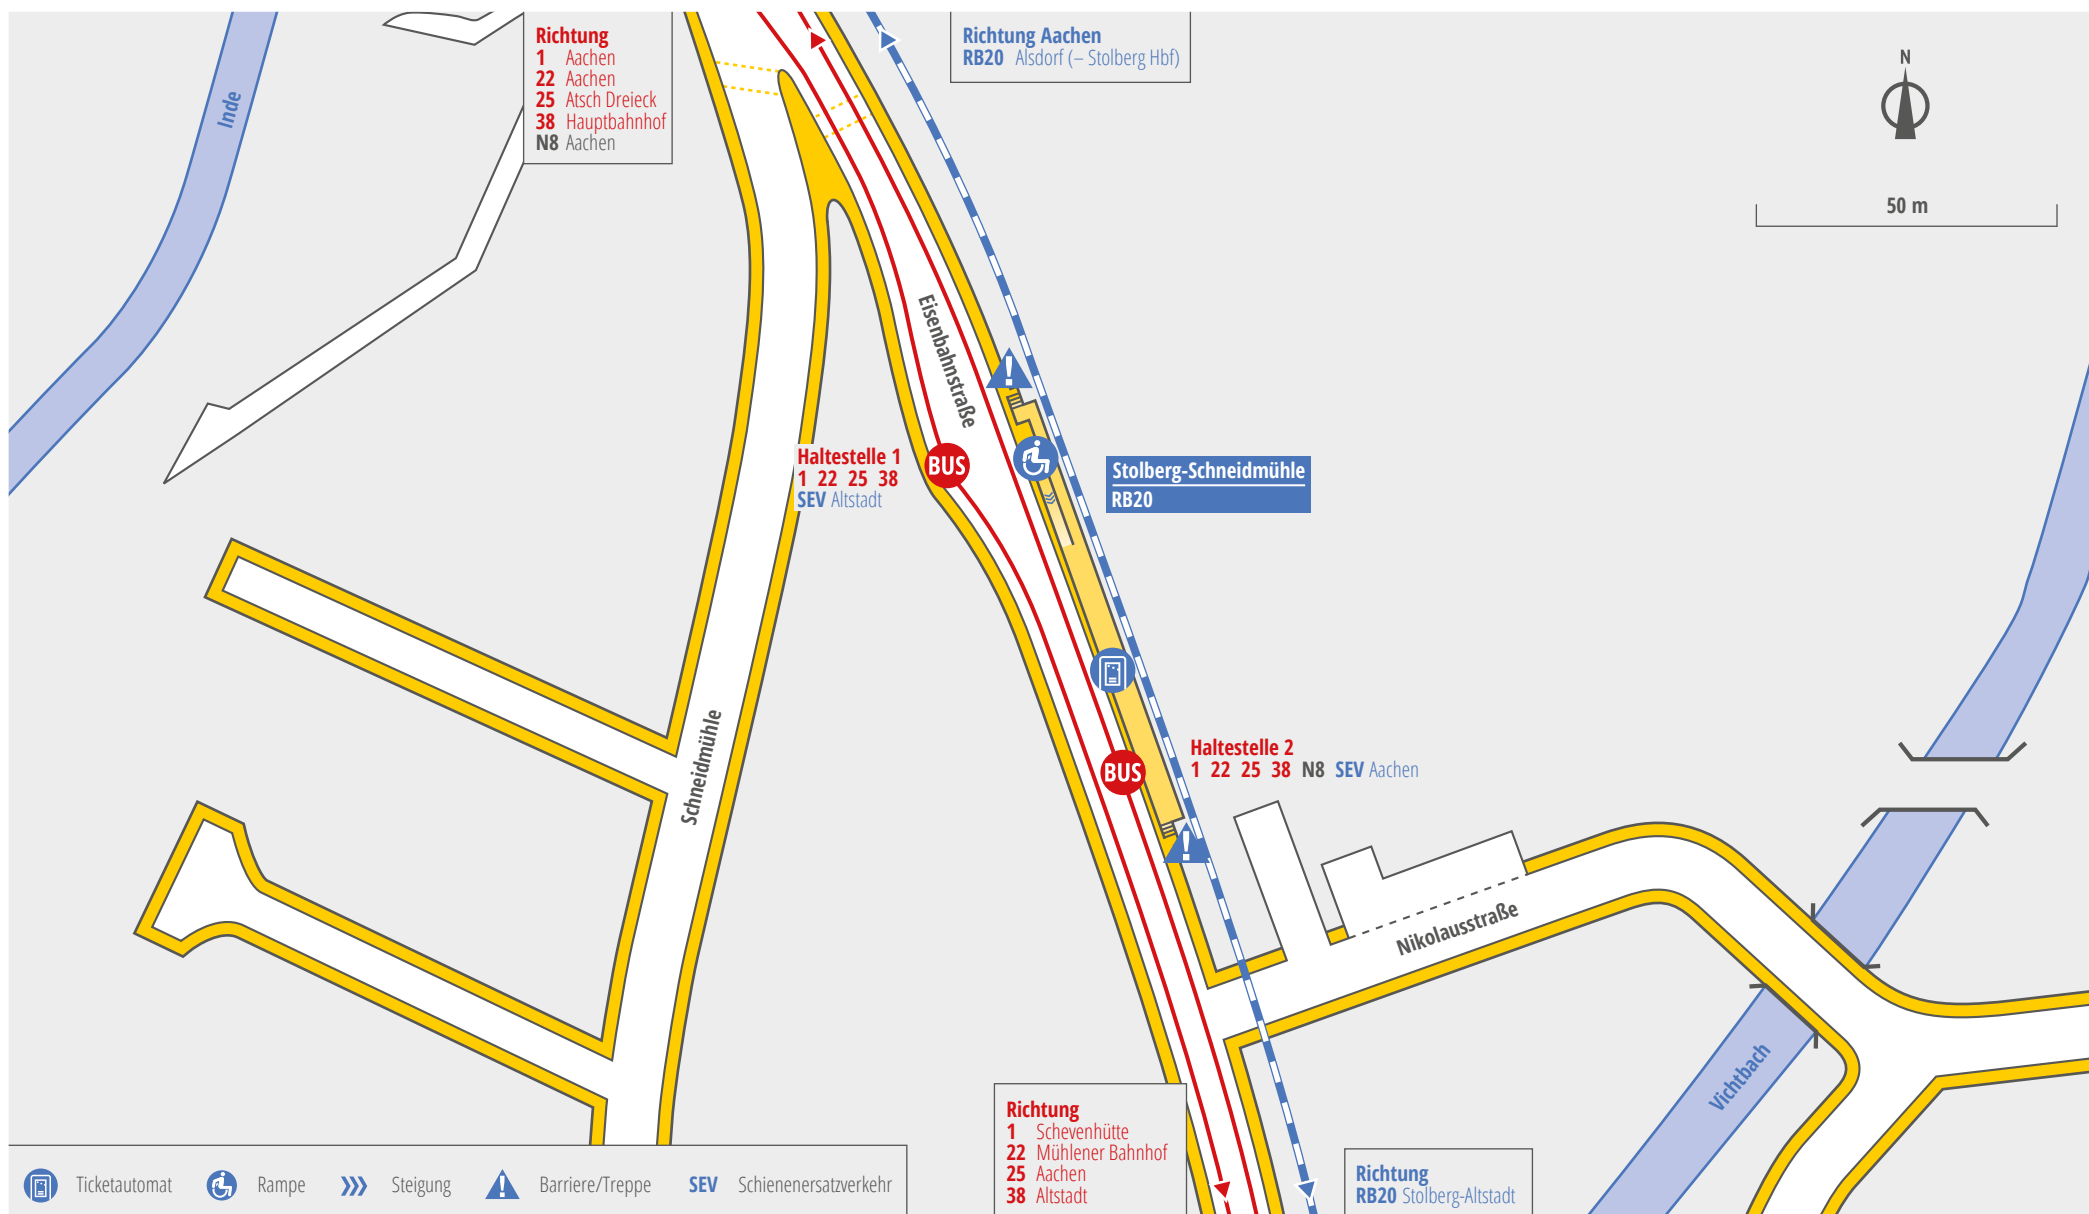 Richtung
1 Aachen
22 Aachen
25 Atsch Dreieck
38 Hauptbahnhof
N8 Aachen
Richtung Aachen
RB20 Alsdorf (– Stolberg Hbf)
N
50 m
Inde
Eisenbahnstraße
Haltestelle 1
1 22 25 38
SEV Altstadt
BUS
Stolberg-Schneidmühle
RB20
Schneidmühle
BUS
Haltestelle 2
1 22 25 38 N8 SEV Aachen
Nikolausstraße
Vichtbach
Richtung
1 Schevenhütte
22 Mühlener Bahnhof
25 Aachen
38 Altstadt
Richtung
RB20 Stolberg-Altstadt
Ticketautomat
Rampe
Steigung
Barriere/Treppe
SEV Schienenersatzverkehr